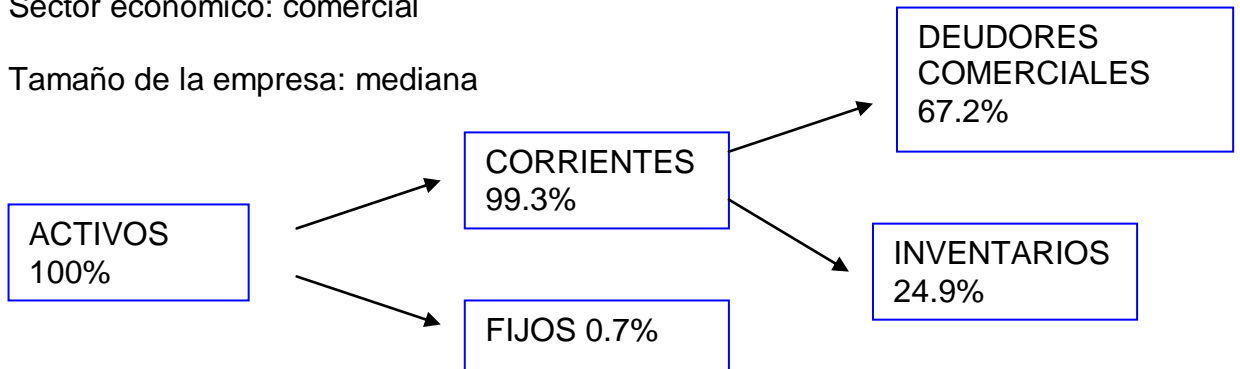 Sector económico: comercial
Tamaño de la empresa: mediana
DEUDORES
COMERCIALES
67.2%
CORRIENTES
99.3%
ACTIVOS
100%
INVENTARIOS
24.9%
FIJOS 0.7%